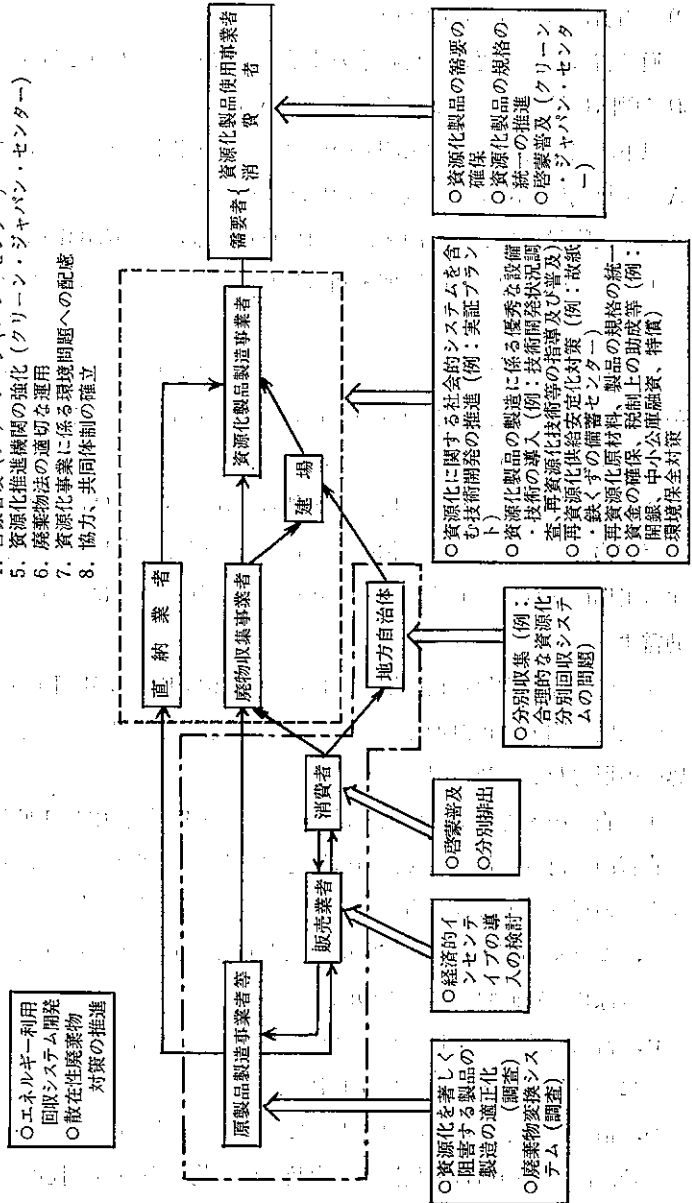 5. 資源化推進機関の強化(クリーン・ジャパン・センター)
6. 廃棄物法の適切な運用
7. 資源化事業に係る環境問題への配慮
8. 協力、共同体制の確立
○エネルギー利用
回収システム開発
○散在性廃棄物
対策の推進
直納業者
原製品製造事業者等
廃物収集事業者
資源化製品製造事業者
需要者{資源化製品使用事業者
消費者
建場
販売業者
消費者
地方自治体
○資源化を著しく
阻害する製品の
製造の適正化
(調査)
○廃棄物変換シス
テム(調査)
○経済的イ
ンセンテ
イブの導
入の検討
○啓蒙普及
○分別排出
○分別収集(例:
合理的な資源化
分別回収システ
ムの問題)
○資源化に関する社会的システムを含
む技術開発の推進(例:実証プラン
ト)
○資源化製品の製造に係る優秀な設備
・技術の導入(例:技術開発状況調
査、再資源化技術等の指導及び普及)
○再資源化供給安定化対策(例:故紙
・鉄くずの備蓄センター)
○再資源化原材料、製品の規格の統一
○資金の確保、税制上の助成等(例:
開銀、中小公庫融資、特償)
○環境保全対策
○資源化製品の需要の
確保
○資源化製品の規格の
統一の推進
○啓蒙普及(クリーン
・ジャパン・センタ
ー)